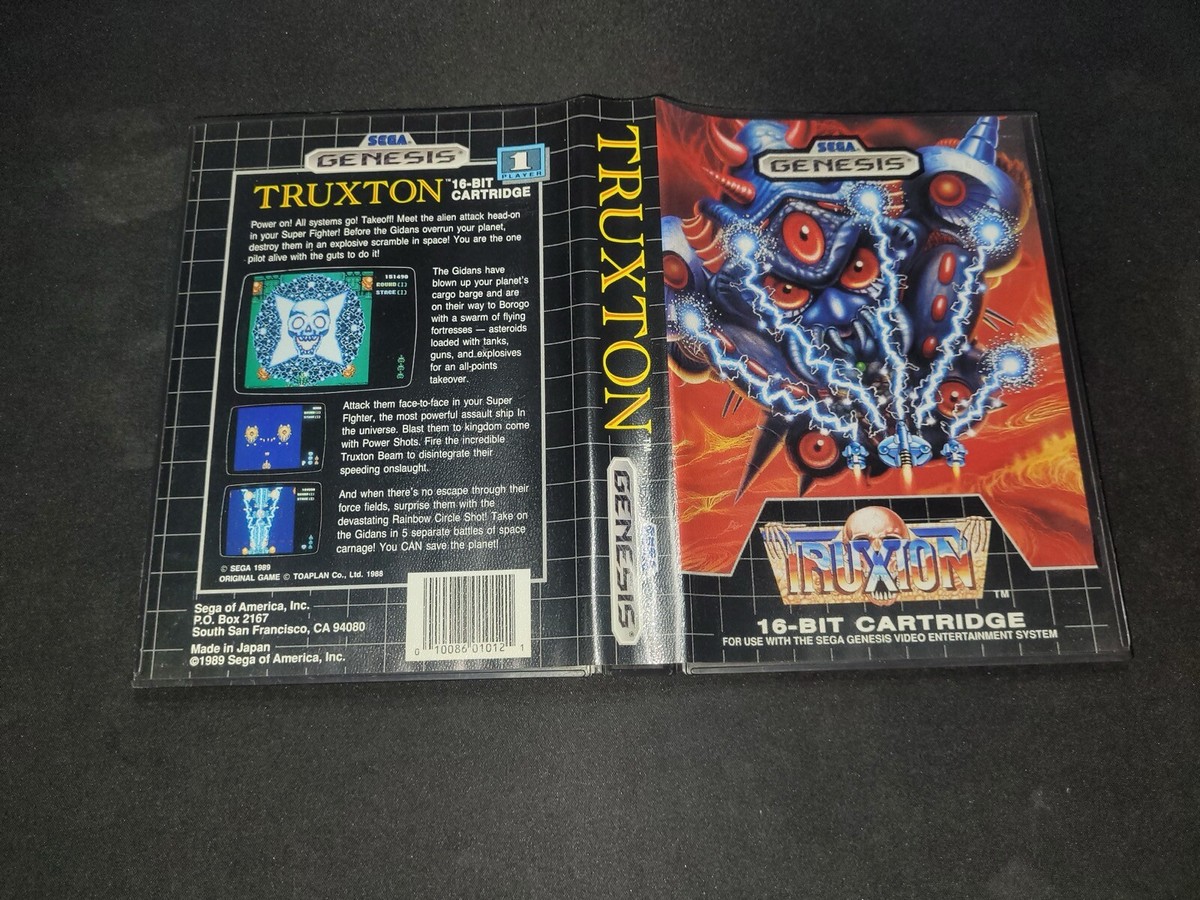 SEGA
GENESIS
1
PLAYER
TRUXTON™ 16-BIT
CARTRIDGE
Power on! All systems go! Takeoff! Meet the alien attack head-on
in your Super Fighter! Before the Gidans overrun your planet,
destroy them in an explosive scramble in space! You are the one
pilot alive with the guts to do it!
The Gidans have
blown up your planet's
cargo barge and are
on their way to Borogo
with a swarm of flying
fortresses — asteroids
loaded with tanks,
guns, and explosives
for an all-points
takeover.
Attack them face-to-face in your Super
Fighter, the most powerful assault ship in
the universe. Blast them to kingdom come
with Power Shots. Fire the incredible
Truxton Beam to disintegrate their
speeding onslaught.
And when there's no escape through their
force fields, surprise them with the
devastating Rainbow Circle Shot! Take on
the Gidans in 5 separate battles of space
carnage! You CAN save the planet!
© SEGA 1989
ORIGINAL GAME © TOAPLAN Co., Ltd. 1988
Sega of America, Inc.
P.O. Box 2167
South San Francisco, CA 94080
Made in Japan
©1989 Sega of America, Inc.
0 10086 01012 1
TRUXTON™
SEGA
GENESIS
SEGA
GENESIS
TRUXTON
TM
16-BIT CARTRIDGE
FOR USE WITH THE SEGA GENESIS VIDEO ENTERTAINMENT SYSTEM